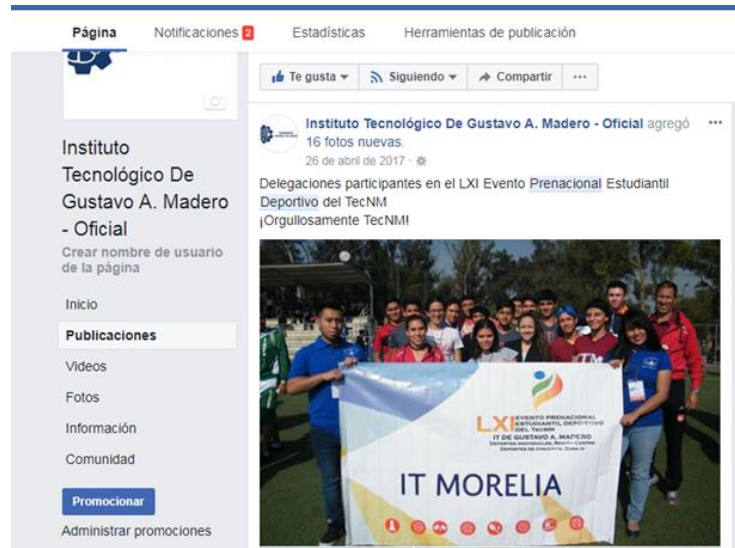 Página
Notificaciones 2
Estadísticas
Herramientas de publicación
Te gusta
Siguiendo
Compartir
Instituto
Tecnológico De
Gustavo A. Madero
- Oficial
Crear nombre de usuario
de la página
Inicio
Publicaciones
Videos
Fotos
Información
Comunidad
Promocionar
Administrar promociones
Instituto Tecnológico De Gustavo A. Madero - Oficial agregó
16 fotos nuevas.
26 de abril de 2017
Delegaciones participantes en el LXI Evento Prenacional Estudiantil
Deportivo del TecNM
¡Orgullosamente TecNM!
LXI EVENTO PRENACIONAL
ESTUDIANTIL DEPORTIVO
DEL TECNM
IT DE GUSTAVO A. MADERO
IT MORELIA